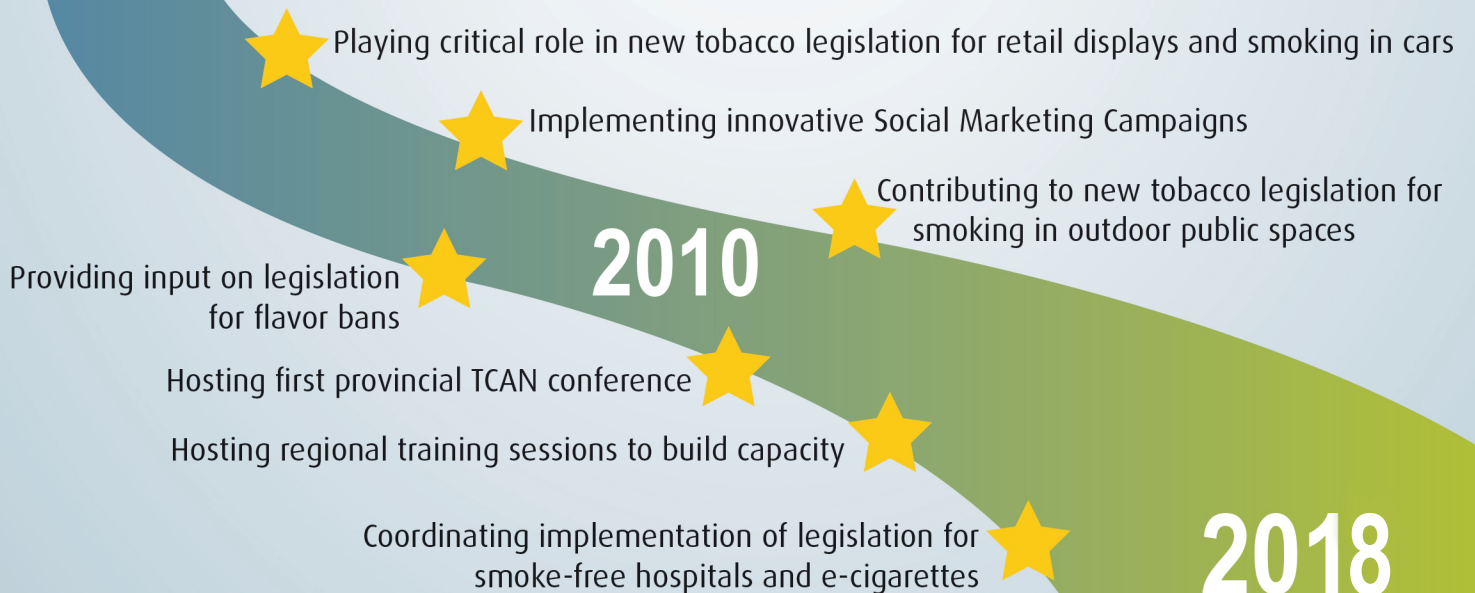 Playing critical role in new tobacco legislation for retail displays and smoking in cars
Implementing innovative Social Marketing Campaigns
Contributing to new tobacco legislation for
smoking in outdoor public spaces
2010
Providing input on legislation
for flavor bans
Hosting first provincial TCAN conference
Hosting regional training sessions to build capacity
Coordinating implementation of legislation for
smoke-free hospitals and e-cigarettes
2018